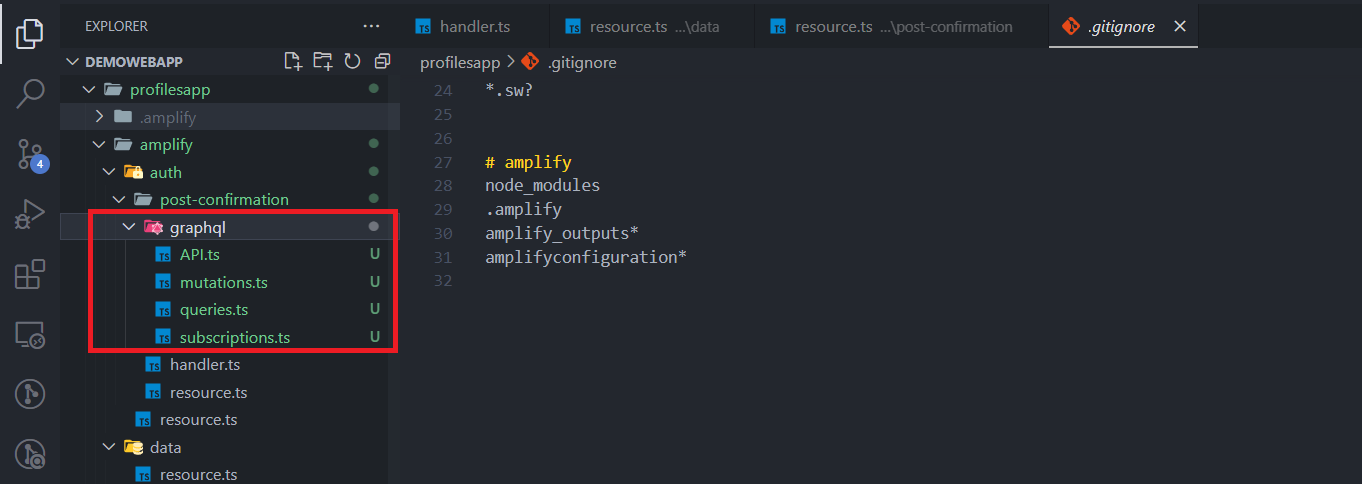 EXPLORER ...
handler.ts
resource.ts ...\data
resource.ts ...\post-confirmation
.gitignore
DEMOWEBAPP
profilesapp > .gitignore
profilesapp
.amplify
amplify
auth
post-confirmation
graphql
API.ts U
mutations.ts U
queries.ts U
subscriptions.ts U
handler.ts
resource.ts
resource.ts
data
resource.ts
4
24 *.sw?
25
26
27 # amplify
28 node_modules
29 .amplify
30 amplify_outputs*
31 amplifyconfiguration*
32